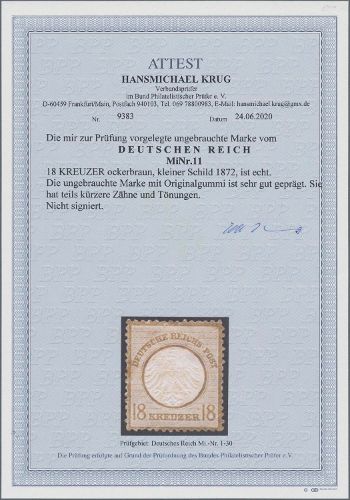 ATTEST
HANSMICHAEL KRUG
Verbandsprüfer
im Bund Philatelistischer Prüfer e. V.
D-60459 Frankfurt/Main, Postfach 940103, Tel. 069 78800983, E-Mail: hansmichael.krug@gmx.de
Nr. 9383 Datum 24.06.2020
Die mir zur Prüfung vorgelegte ungebrauchte Marke vom
DEUTSCHEN REICH
MiNr.11
18 KREUZER ockerbraun, kleiner Schild 1872, ist echt.
Die ungebrauchte Marke mit Originalgummi ist sehr gut geprägt. Sie
hat teils kürzere Zähne und Tönungen.
Nicht signiert.
DEUTSCHE REICHS-POST
18 KREUZER 18
Prüfgebiet: Deutsches Reich Mi.-Nr. 1-30
Die Prüfung erfolgte auf Grund der Prüfordnung des Bundes Philatelistischer Prüfer e.V.